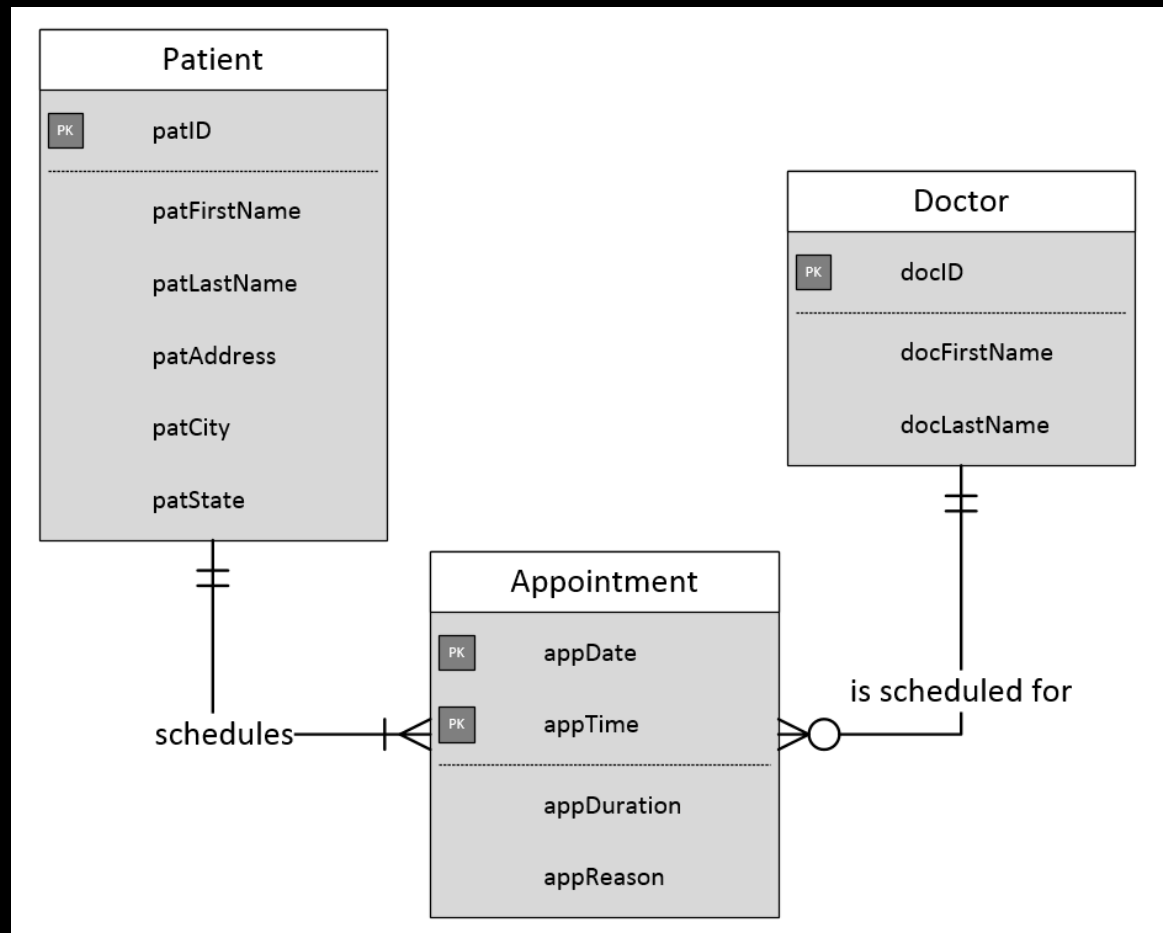 Patient
PK patID
patFirstName
patLastName
patAddress
patCity
patState
Doctor
PK docID
docFirstName
docLastName
Appointment
PK appDate
PK appTime
appDuration
appReason
schedules
is scheduled for